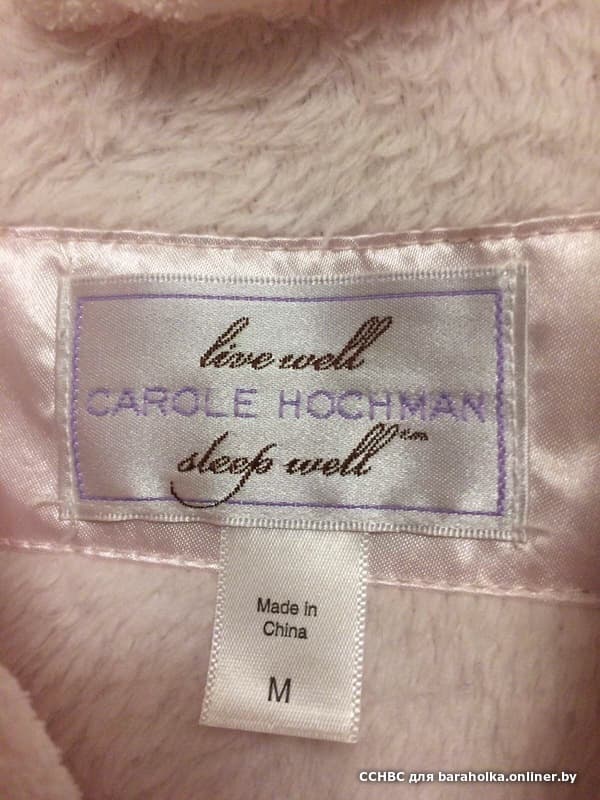 live well
CAROLE HOCHMAN
sleep well™
Made in
China
M
CCHBC для baraholka.onliner.by